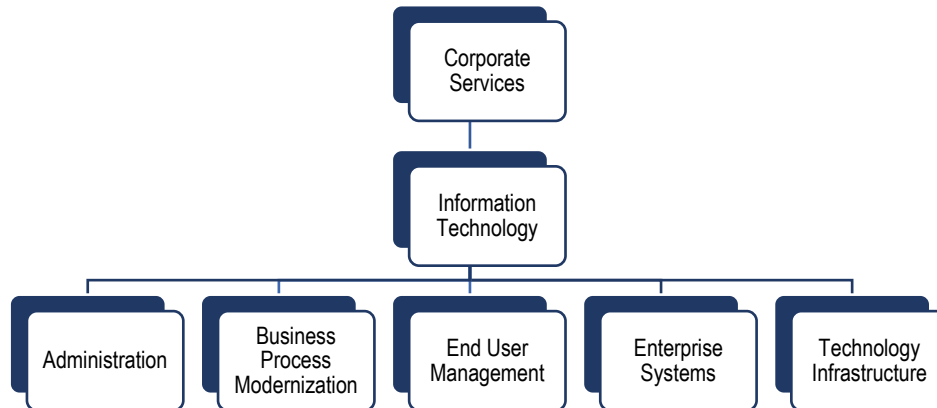 Corporate
Services
Information
Technology
Administration
Business
Process
Modernization
End User
Management
Enterprise
Systems
Technology
Infrastructure